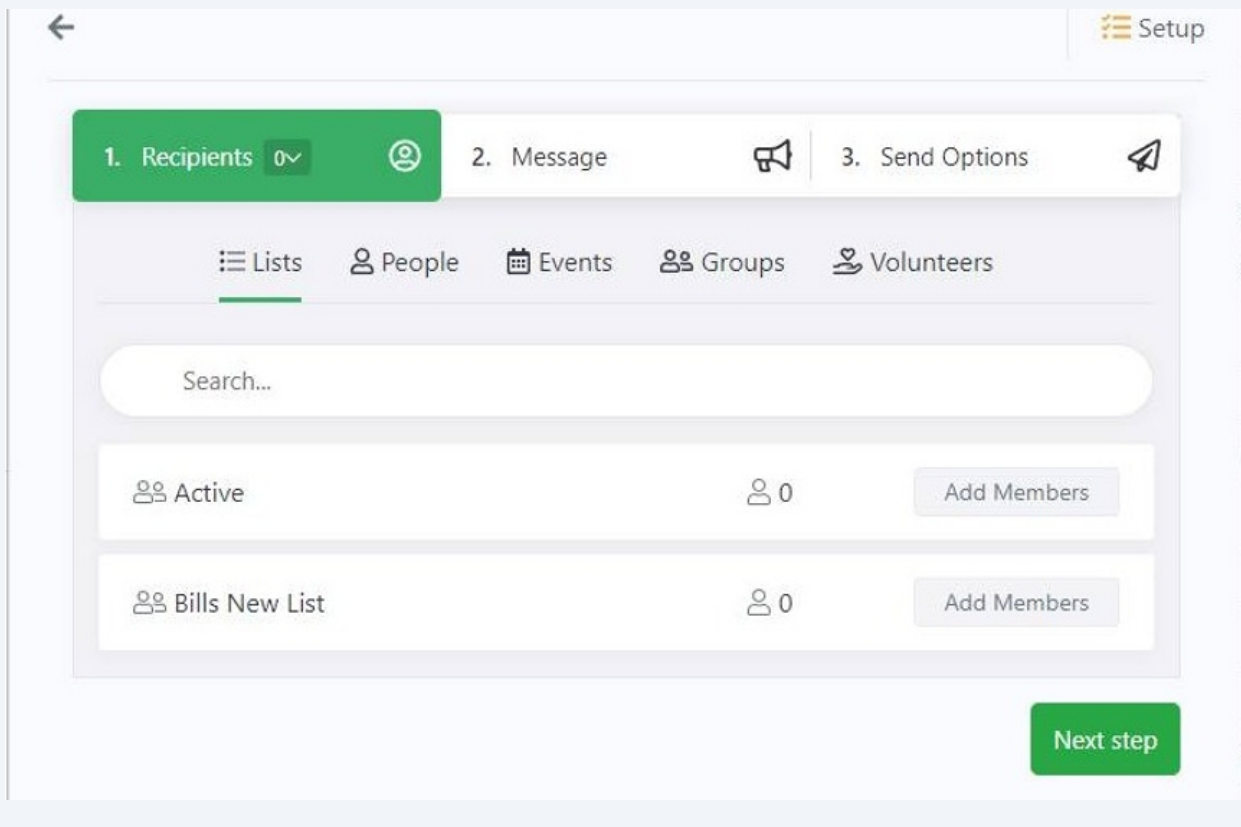 Setup
1. Recipients 0 2. Message 3. Send Options
Lists People Events Groups Volunteers
Search...
Active 0 Add Members
Bills New List 0 Add Members
Next step